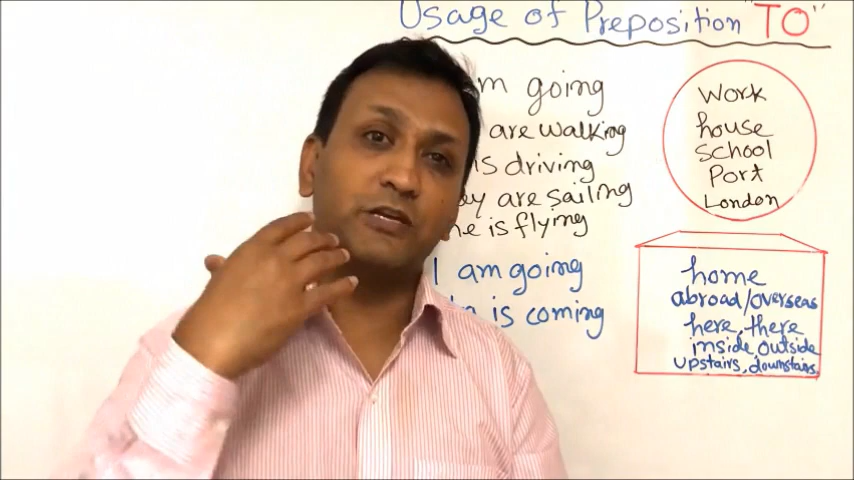 Usage of Preposition "TO"
am going
are walking
is driving
ey are sailing
he is flying
I am going
is coming
Work
house
school
Port
London
home
abroad/overseas
here, there
inside, outside
upstairs, downstairs